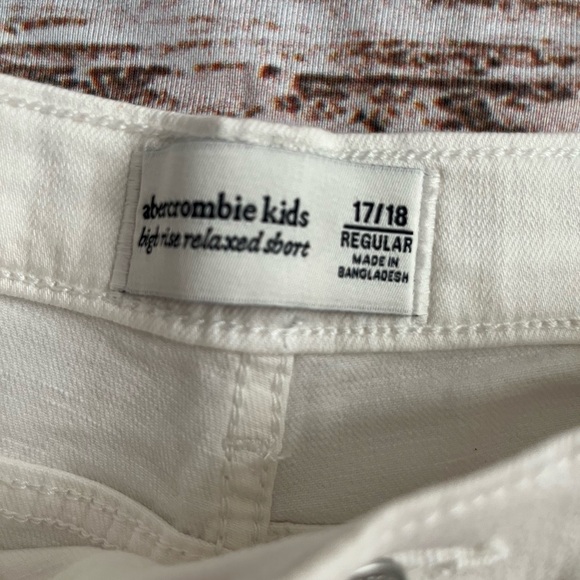 abercrombie kids
high rise relaxed short
17/18
REGULAR
MADE IN
BANGLADESH